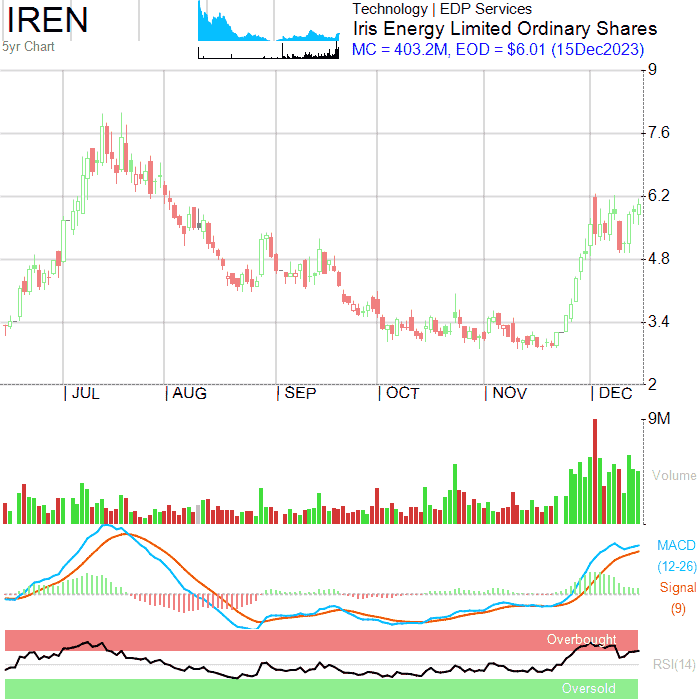 IREN
5yr Chart
Technology | EDP Services
Iris Energy Limited Ordinary Shares
MC = 403.2M, EOD = $6.01 (15Dec2023)
9
7.6
6.2
4.8
3.4
2
| JUL | AUG | SEP | OCT | NOV | DEC
9M
Volume
MACD
(12-26)
Signal
(9)
Overbought
RSI(14)
Oversold